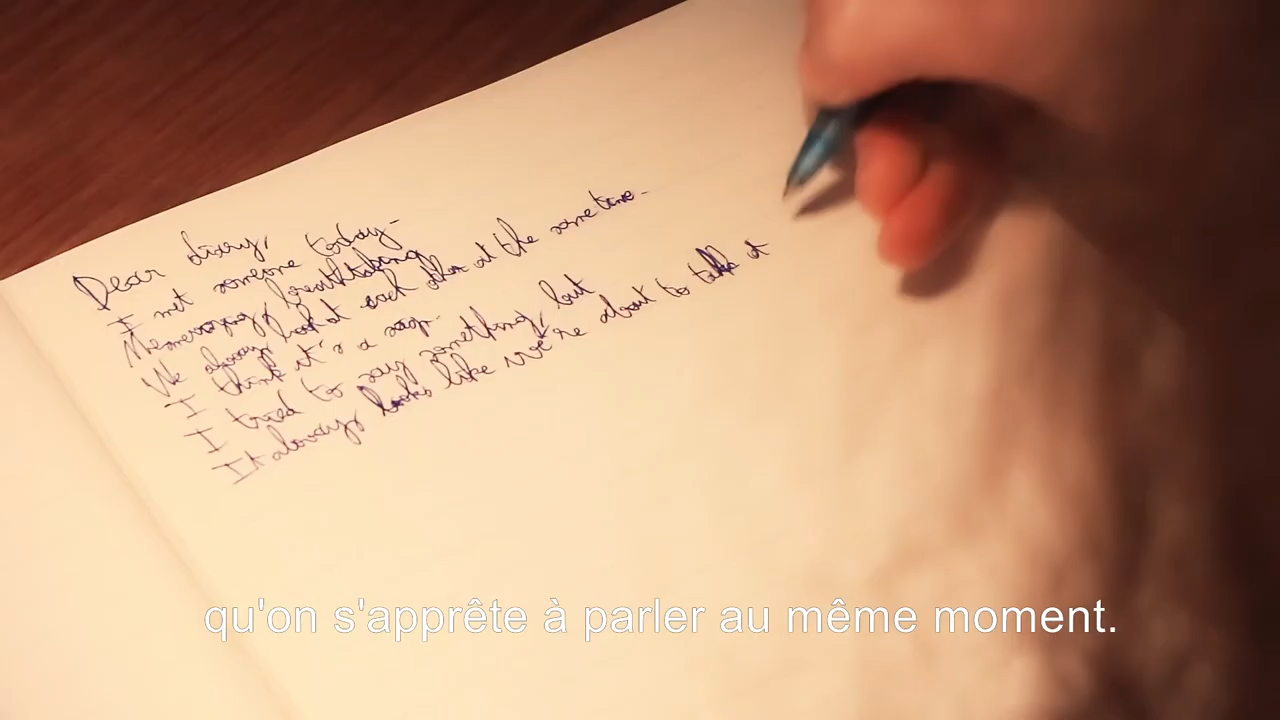 Dear diary,
I met someone today.
Mesmerizing, breathtaking.
We always look at each other at the same time.
I think it's a sign.
I tried to say something, but
It always looks like we're about to talk at
qu'on s'apprête à parler au même moment.